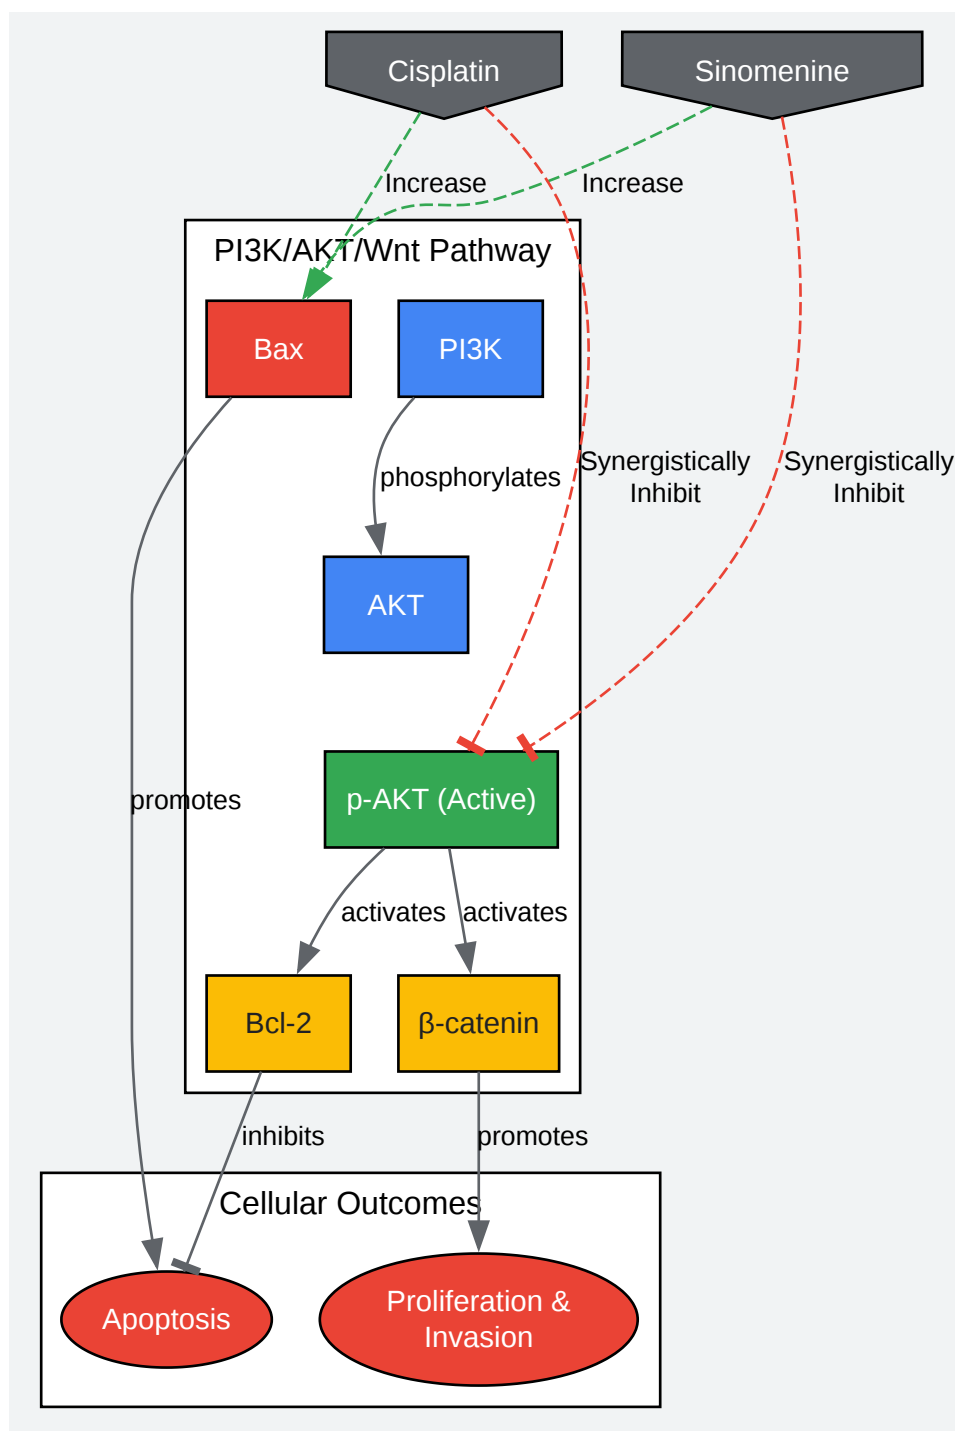 Cisplatin
Sinomenine
Increase
Increase
PI3K/AKT/Wnt Pathway
Bax
PI3K
Synergistically
Inhibit
Synergistically
Inhibit
phosphorylates
AKT
p-AKT (Active)
promotes
activates
activates
Bcl-2
β-catenin
inhibits
promotes
Cellular Outcomes
Apoptosis
Proliferation &
Invasion